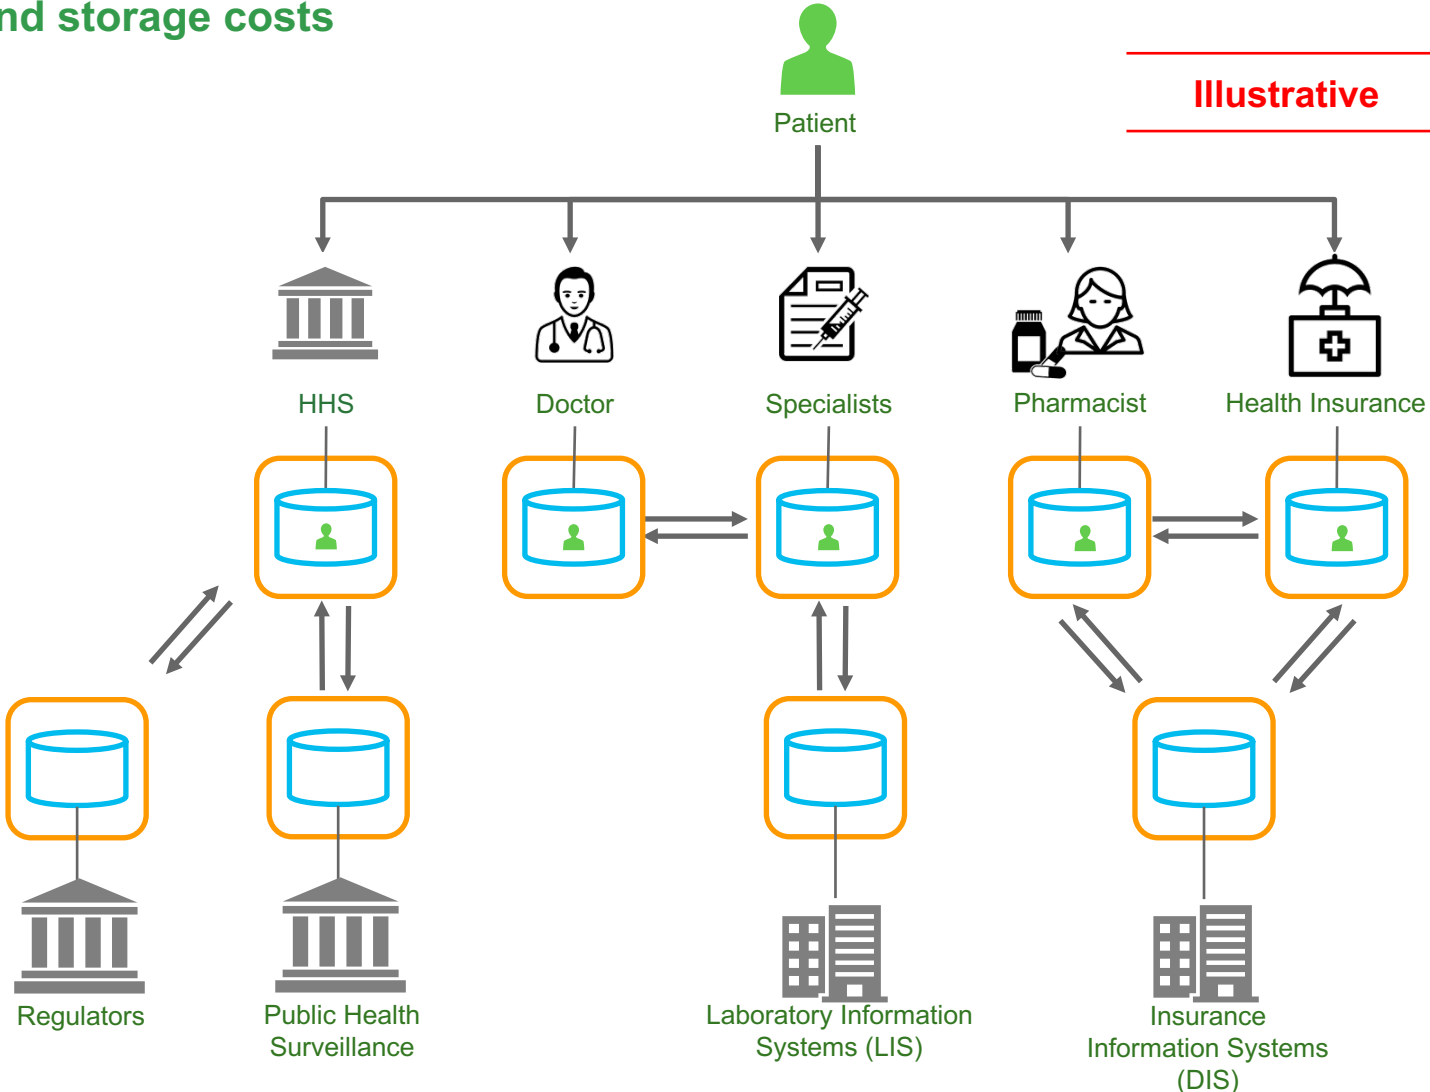 nd storage costs
Illustrative
Patient
HHS
Doctor
Specialists
Pharmacist
Health Insurance
Regulators
Public Health
Surveillance
Laboratory Information
Systems (LIS)
Insurance
Information Systems
(DIS)